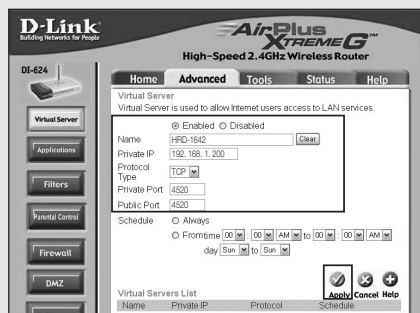 D-Link
Building Networks for People
AirPlus
XTREME G™
High-Speed 2.4GHz Wireless Router
DI-624
Home Advanced Tools Status Help
Virtual Server
Applications
Filters
Parental Control
Firewall
DMZ
Virtual Server
Virtual Server is used to allow Internet users access to LAN services.
Enabled Disabled
Name HRD-1642 Clear
Private IP 192. 168. 1. 200
Protocol Type TCP
Private Port 4520
Public Port 4520
Schedule Always
Fromtime 00 : 00 AM to 00 : 00 AM
day Sun to Sun
Apply Cancel Help
Virtual Servers List
Name Private IP Protocol Schedule